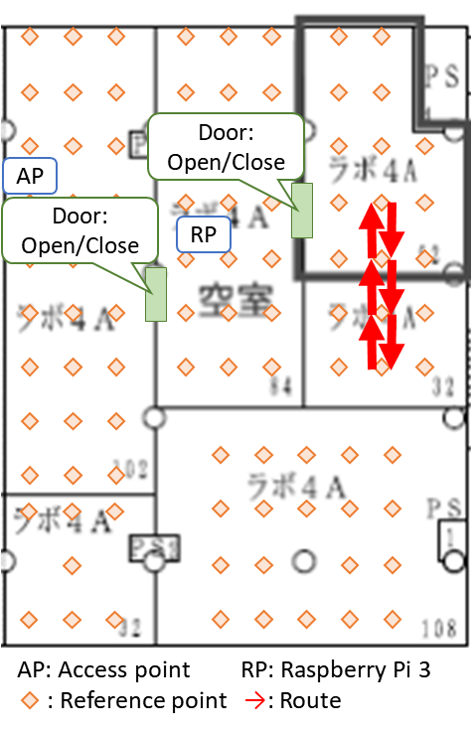 PS
Door:
Open/Close
ラボ4A
AP
Door:
Open/Close
RP
ラボ4A
空室
ラボ4A
ラボ4A
84
32
102
ラボ4A
PS
1
ラボ4A
PS3
32
108
AP: Access point
RP: Raspberry Pi 3
: Reference point
: Route